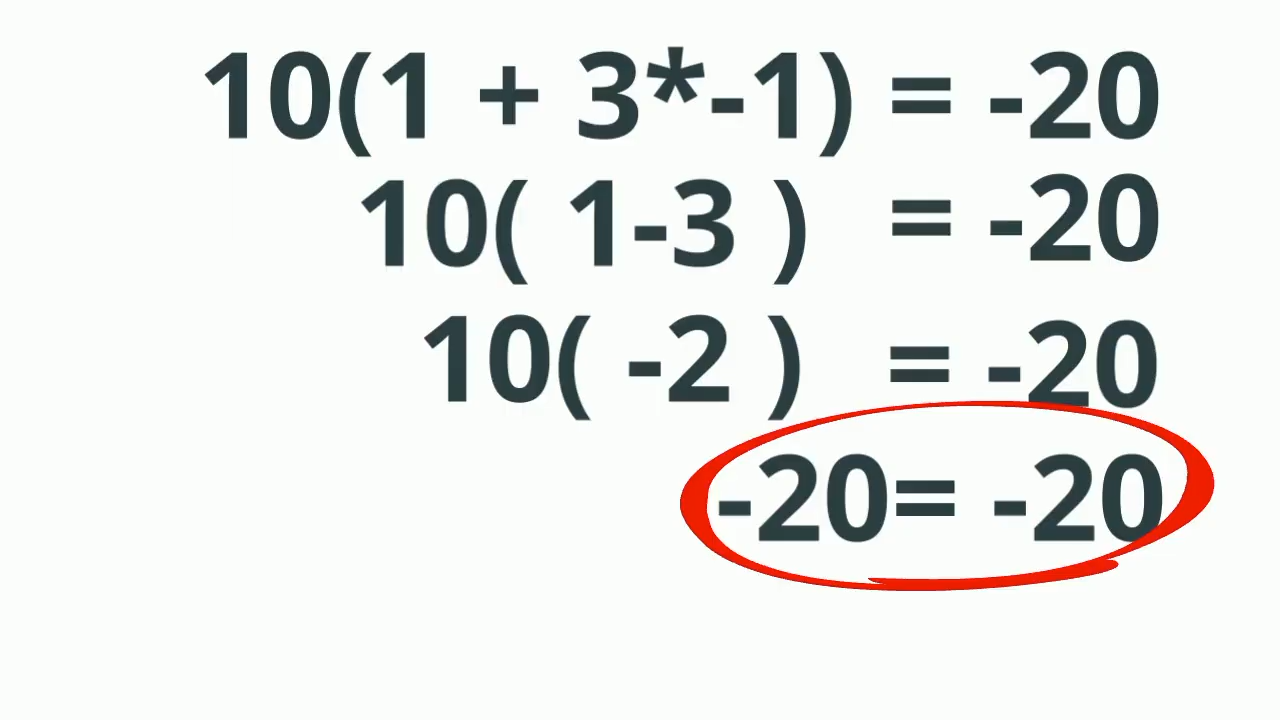 10(1 + 3*-1) = -20
10( 1-3 ) = -20
10( -2 ) = -20
-20= -20